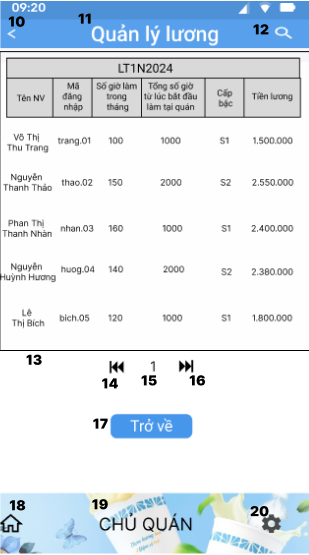 09:20
10 < 11 Quản lý lương 12
LT1N2024
Tên NV | Mã đăng nhập | Số giờ làm trong tháng | Tổng số giờ từ lúc bắt đầu làm tại quán | Cấp bậc | Tiền lương
Võ Thị Thu Trang | trang.01 | 100 | 1000 | S1 | 1.500.000
Nguyễn Thanh Thảo | thao.02 | 150 | 2000 | S2 | 2.550.000
Phan Thị Thanh Nhàn | nhan.03 | 160 | 1000 | S1 | 2.400.000
Nguyễn Huỳnh Hương | huog.04 | 140 | 2000 | S2 | 2.380.000
Lê Thị Bích | bich.05 | 120 | 1000 | S1 | 1.800.000
13
1
14 15 16
17 Trở về
18 19 20
CHỦ QUÁN